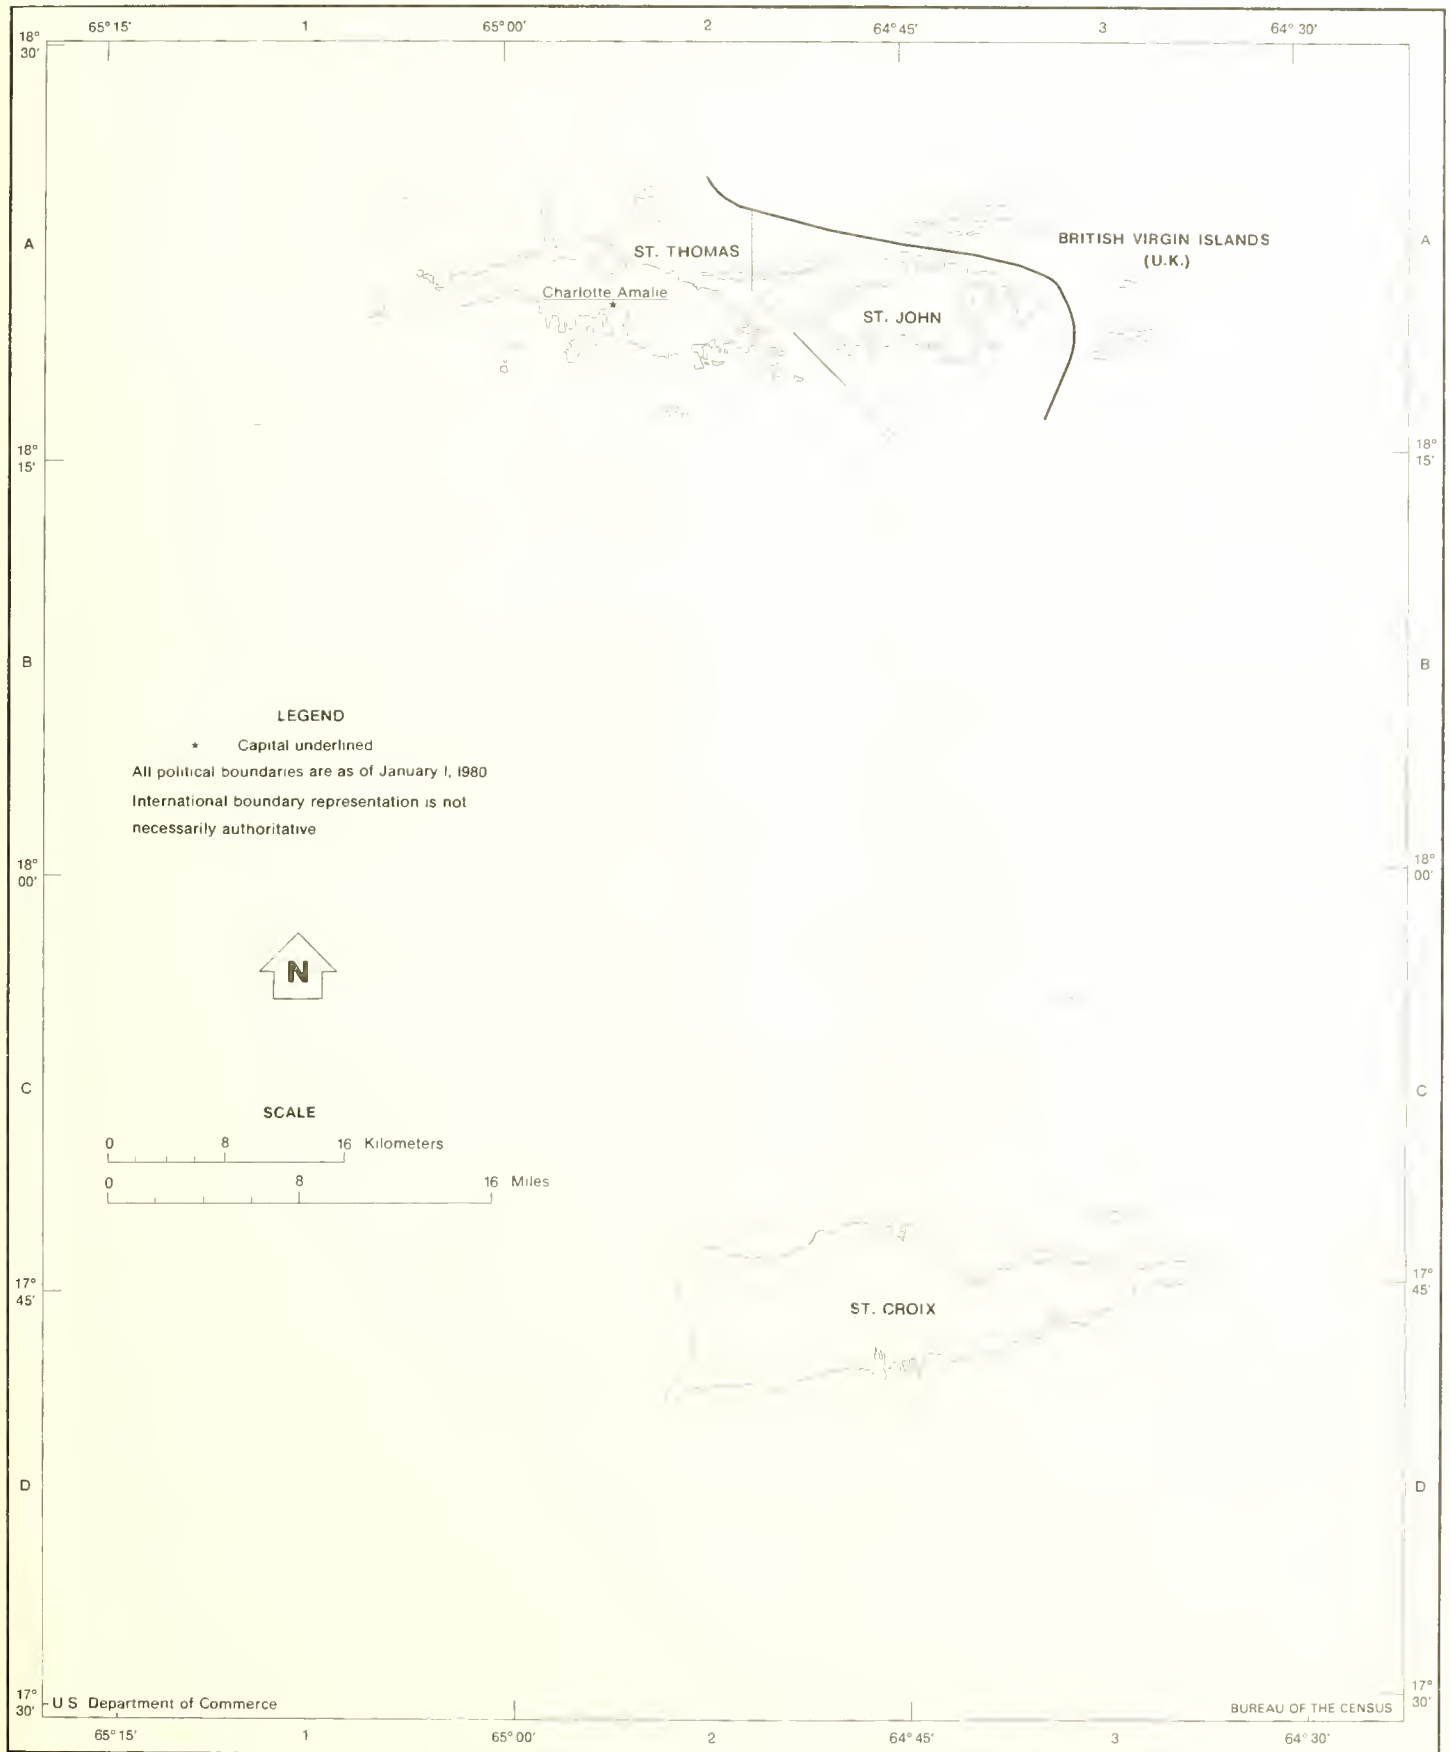 65°15' 1 65°00' 2 64°45' 3 64°30'
18°
30'
A
ST. THOMAS
BRITISH VIRGIN ISLANDS
(U.K.)
A
Charlotte Amalie
ST. JOHN
18°
15'
18°
15'
B
B
LEGEND
* Capital underlined
All political boundaries are as of January 1, 1980
International boundary representation is not
necessarily authoritative
18°
00'
18°
00'
N
C
C
SCALE
0 8 16 Kilometers
0 8 16 Miles
17°
45'
17°
45'
ST. CROIX
D
D
17°
30'
17°
30'
U S Department of Commerce
BUREAU OF THE CENSUS
65°15' 1 65°00' 2 64°45' 3 64°30'